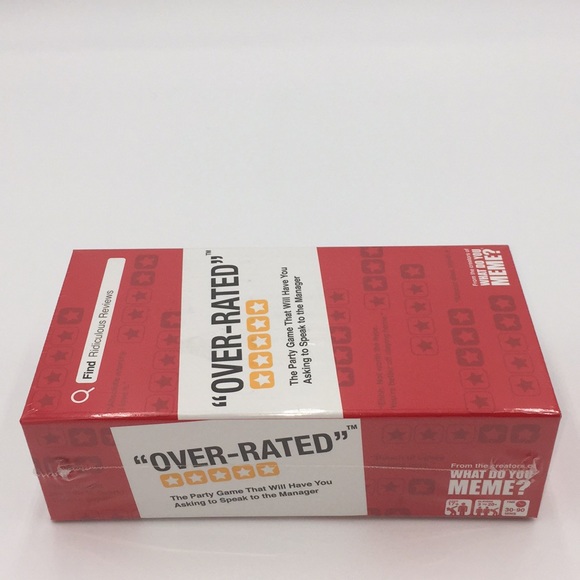 Find Ridiculous Reviews
“OVER-RATED”™
The Party Game That Will Have You
Asking to Speak to the Manager
From the creators of
WHAT DO YOU
MEME?
“OVER-RATED”™
The Party Game That Will Have You
Asking to Speak to the Manager
From the creators of
WHAT DO YOU
MEME?
30-90